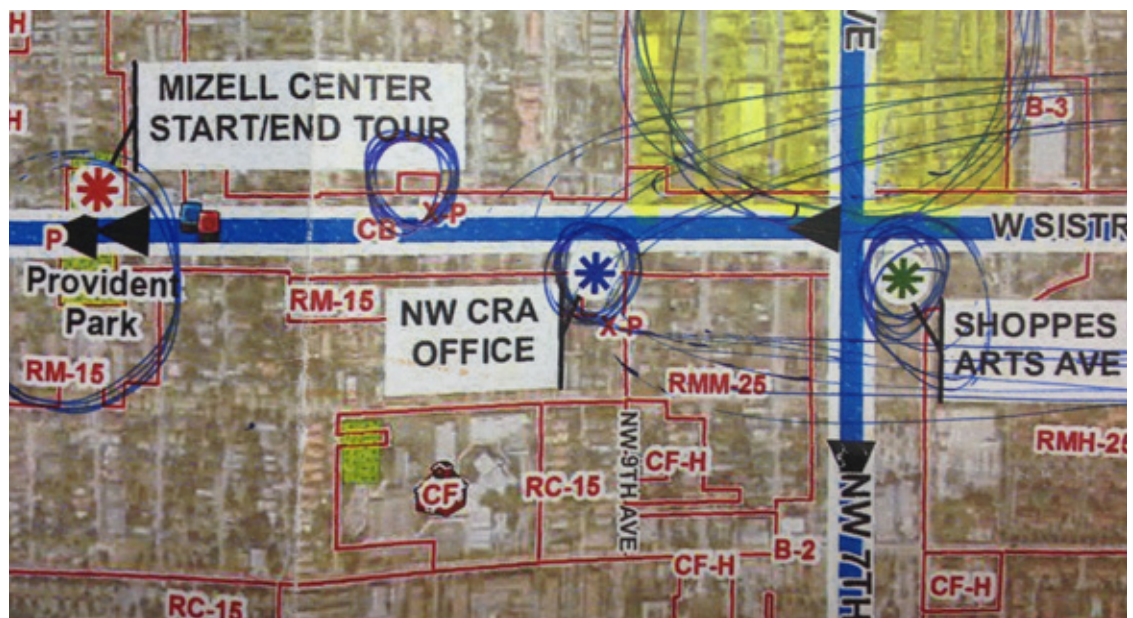 H
VE
MIZELL CENTER
START/END TOUR
B-3
H
X-P
CB
P
W SISTR
Provident
Park
RM-15
NW CRA
OFFICE
X-P
SHOPPES
ARTS AVE
RM-15
RMM-25
NW 9TH AVE
CF-H
RMH-25
CF
RC-15
NW 7TH
B-2
CF-H
CF-H
RC-15